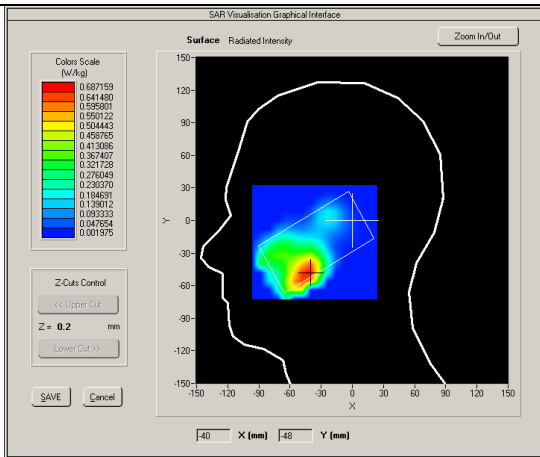 SAR Visualisation Graphical Interface
Surface Radiated Intensity
Zoom In/Out
Colors Scale
(W/kg)
0.687159
0.641480
0.595801
0.550122
0.504443
0.458765
0.413086
0.367407
0.321728
0.276049
0.230370
0.184691
0.139012
0.093333
0.047654
0.001975
Z-Cuts Control
<< Upper Cut
Z = 0.2 mm
Lower Cut >>
SAVE Cancel
150-
120-
90-
60-
30-
Y 0-
-30-
-60-
-90-
-120-
-150-
-150 -120 -90 -60 -30 0 30 60 90 120 150
X
-40 X (mm) -48 Y (mm)